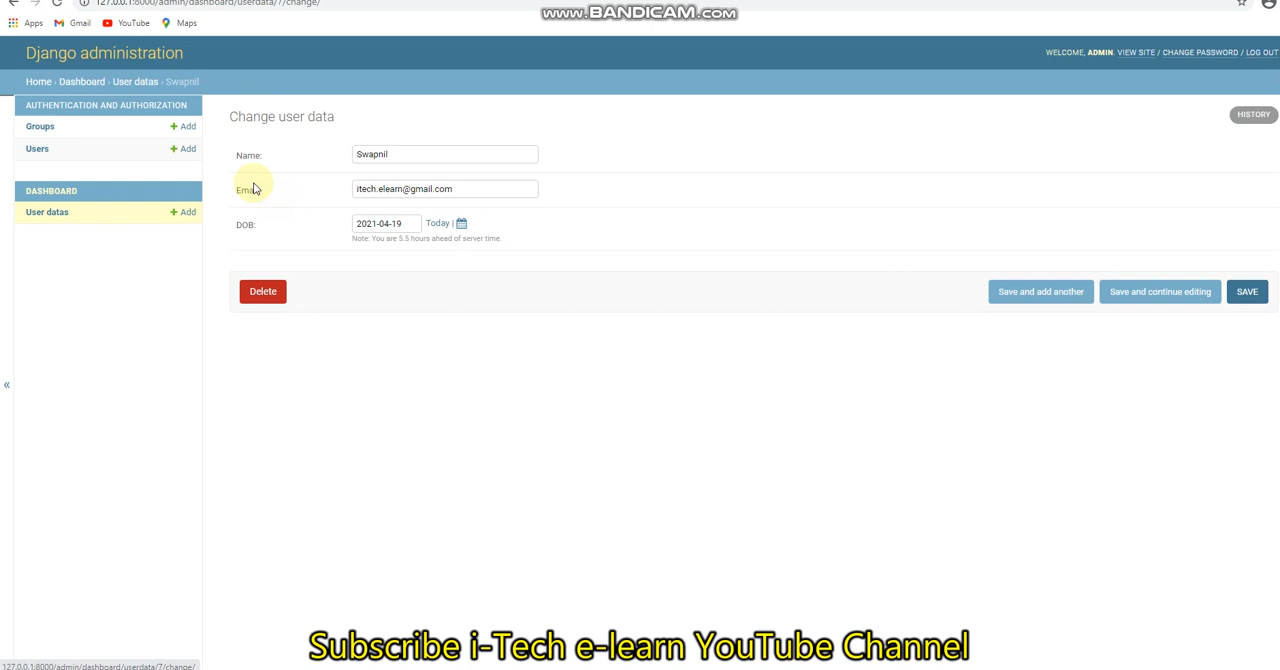 127.0.0.1:8000/admin/dashboard/userdata/7/change/
www.BANDICAM.com
Apps Gmail YouTube Maps
Django administration
WELCOME, ADMIN. VIEW SITE / CHANGE PASSWORD / LOG OUT
Home › Dashboard › User datas › Swapnil
AUTHENTICATION AND AUTHORIZATION
Groups + Add
Users + Add
DASHBOARD
User datas + Add
«
Change user data
HISTORY
Name: Swapnil
itech.elearn@gmail.com
DOB: 2021-04-19 Today |
Note: You are 5.5 hours ahead of server time.
Delete Save and add another Save and continue editing SAVE
Subscribe i-Tech e-learn YouTube Channel
127.0.0.1:8000/admin/dashboard/userdata/7/change/